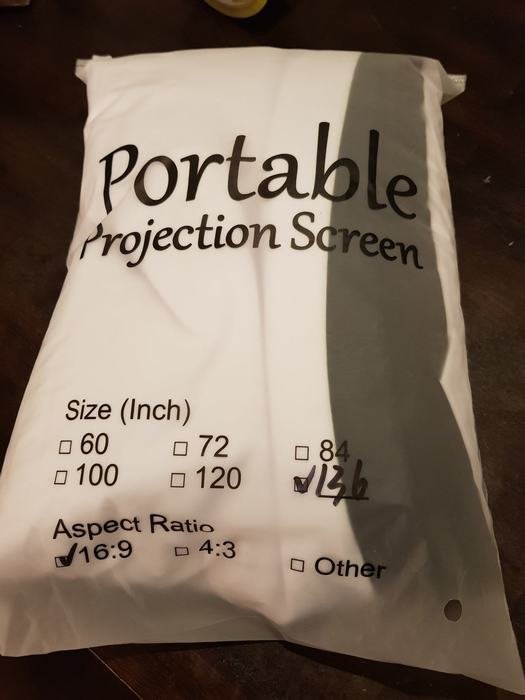 Portable
Projection Screen
Size (Inch)
60 72 84
100 120 136
Aspect Ratio
16:9 4:3 Other